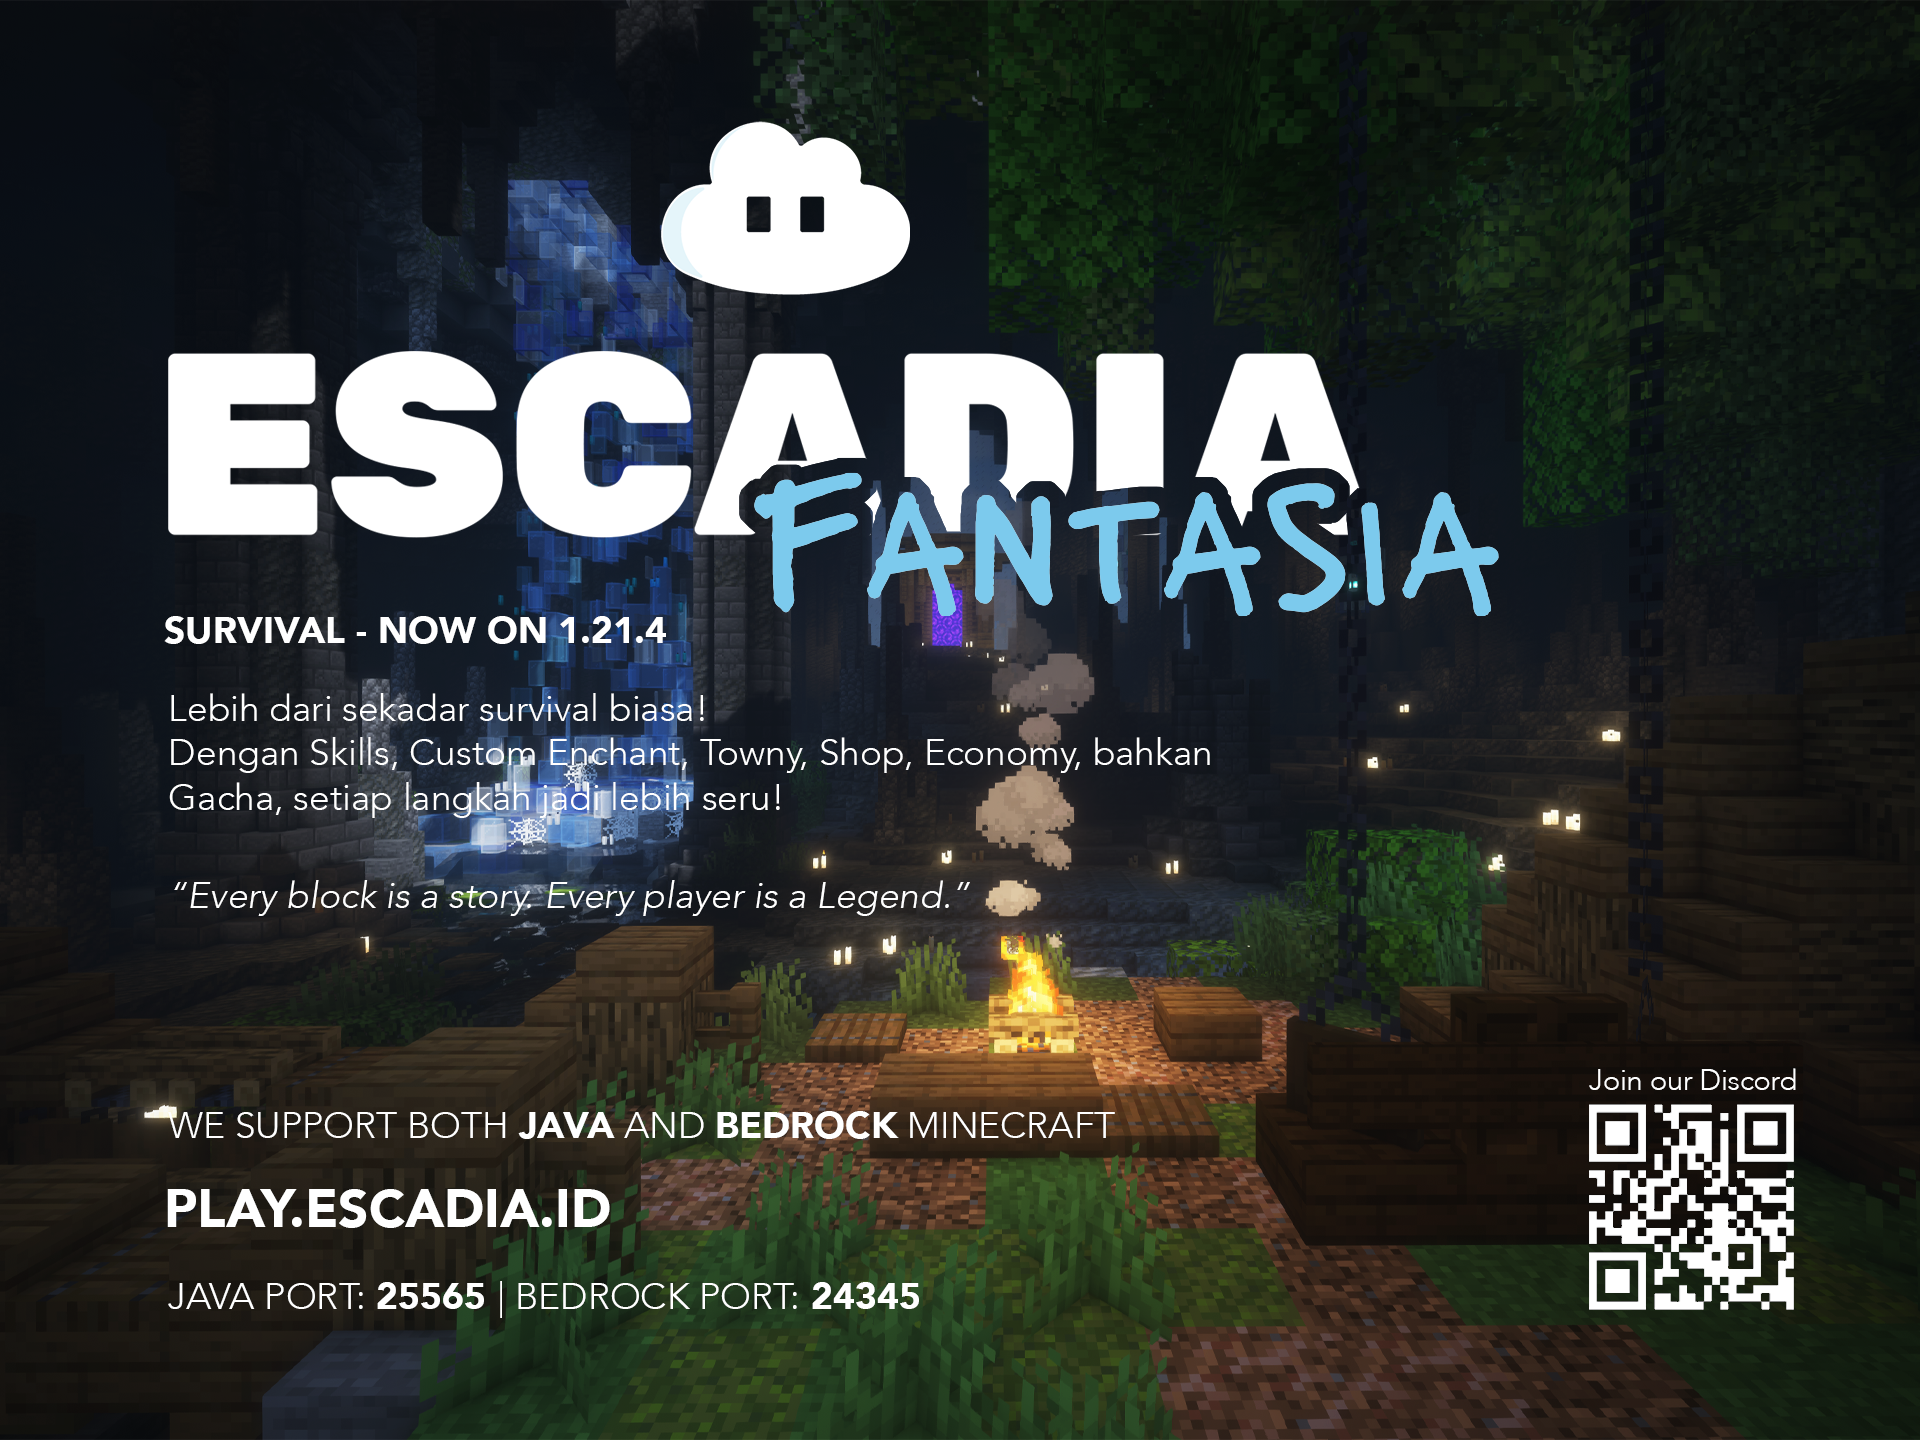 ESCADIA
FANTASIA
SURVIVAL - NOW ON 1.21.4
Lebih dari sekadar survival biasa!
Dengan Skills, Custom Enchant, Towny, Shop, Economy, bahkan
Gacha, setiap langkah jadi lebih seru!
“Every block is a story. Every player is a Legend.”
WE SUPPORT BOTH JAVA AND BEDROCK MINECRAFT
PLAY.ESCADIA.ID
JAVA PORT: 25565 | BEDROCK PORT: 24345
Join our Discord